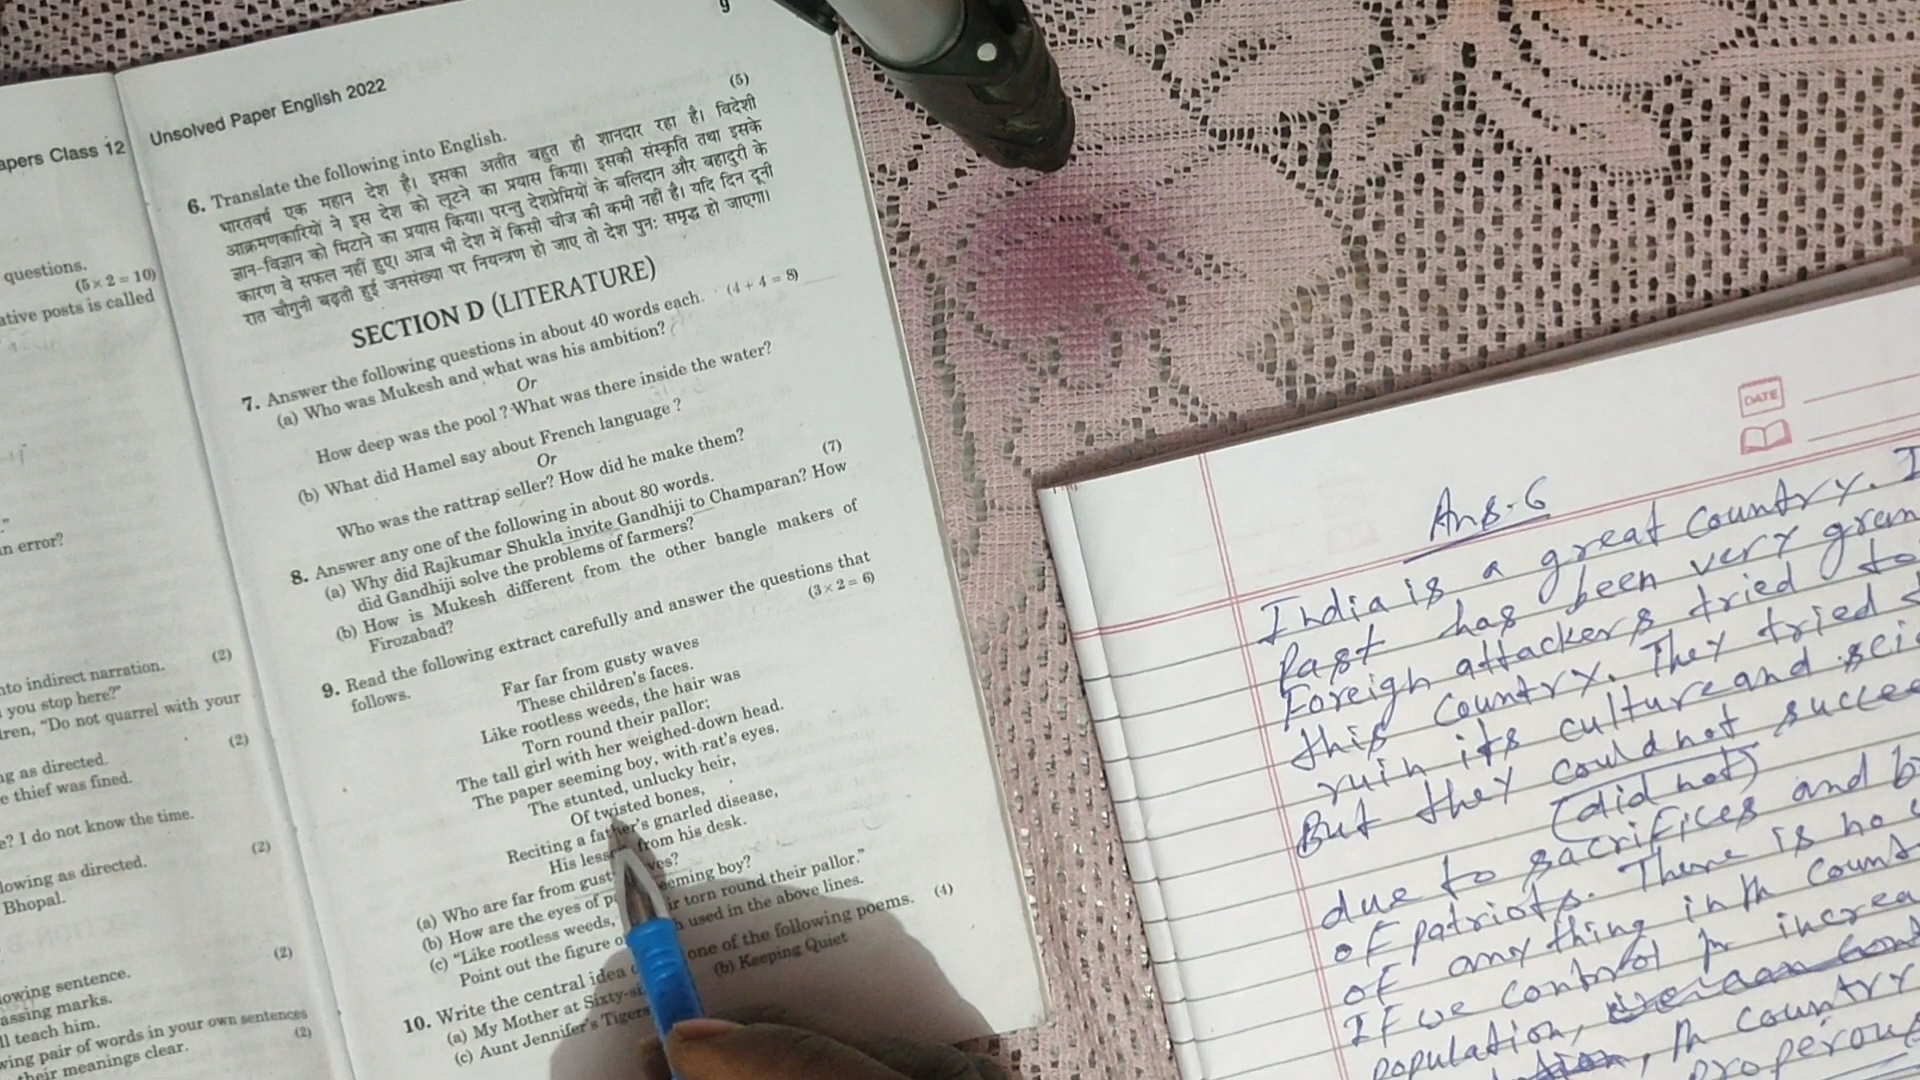 9
apers Class 12
questions.
(5 × 2 = 10)
ative posts is called
n error?
to indirect narration. (2)
you stop here?"
ren, "Do not quarrel with your
(2)
g as directed.
e thief was fined.
e? I do not know the time.
(2)
lowing as directed.
Bhopal.
(2)
owing sentence.
assing marks.
ll teach him.
wing pair of words in your own sentences
their meanings clear. (2)
Unsolved Paper English 2022
6. Translate the following into English. (5)
भारतवर्ष एक महान देश है। इसका अतीत बहुत ही शानदार रहा है। विदेशी
आक्रमणकारियों ने इस देश को लूटने का प्रयास किया। इसकी संस्कृति तथा इसके
ज्ञान-विज्ञान को मिटाने का प्रयास किया। परन्तु देशप्रेमियों के बलिदान और बहादुरी के
कारण वे सफल नहीं हुए। आज भी देश में किसी चीज की कमी नहीं है। यदि दिन दूनी
रात चौगुनी बढ़ती हुई जनसंख्या पर नियन्त्रण हो जाए तो देश पुनः समृद्ध हो जाएगा।
SECTION D (LITERATURE)
7. Answer the following questions in about 40 words each. (4 + 4 = 8)
(a) Who was Mukesh and what was his ambition?
Or
How deep was the pool ? What was there inside the water?
(b) What did Hamel say about French language ?
Or
Who was the rattrap seller? How did he make them?
8. Answer any one of the following in about 80 words. (7)
(a) Why did Rajkumar Shukla invite Gandhiji to Champaran? How
did Gandhiji solve the problems of farmers?
(b) How is Mukesh different from the other bangle makers of
Firozabad?
9. Read the following extract carefully and answer the questions that
follows. (3 × 2 = 6)
Far far from gusty waves
These children's faces.
Like rootless weeds, the hair was
Torn round their pallor;
The tall girl with her weighed-down head.
The paper seeming boy, with rat's eyes.
The stunted, unlucky heir,
Of twisted bones,
Reciting a father's gnarled disease,
His from his desk.
(a) Who are far from
(b) How are the eyes of eeming boy?
(c) "Like rootless weeds, ir torn round their pallor."
Point out the figure o h used in the above lines.
10. Write the central idea one of the following poems. (4)
(a) My Mother at Sixty-si (b) Keeping Quiet
(c) Aunt Jennifer's Tigers
DATE
Ans-6
India is a great country. I
Past has been very gran
Foreign attackers tried to
this country. They tried t
ruin its culture and scie
But they could not succee
(did not)
due to sacrifices and b
of patriots. There is no
of any thing in the count
If we control the increa
population,
, the country
properous